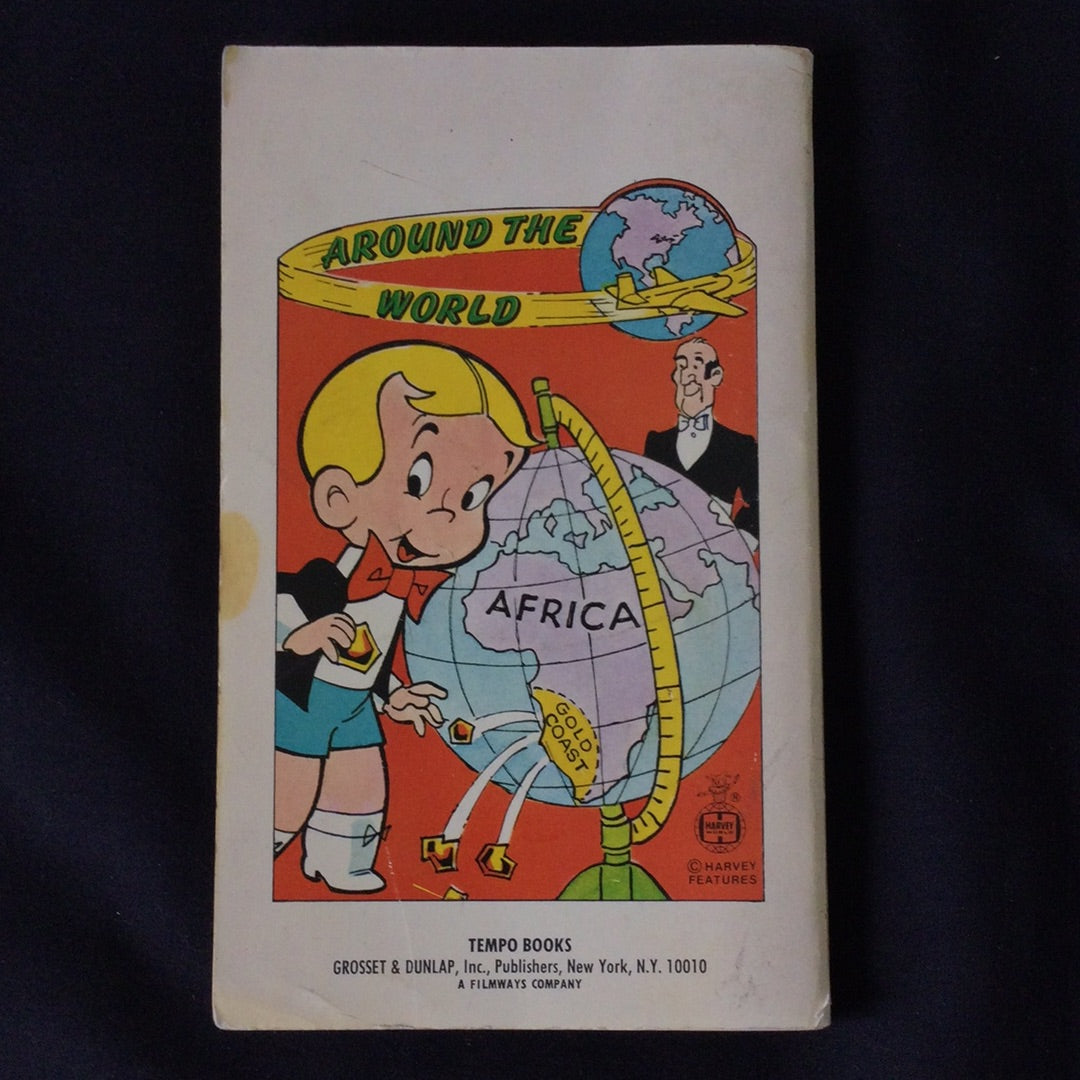 AROUND THE
WORLD
AFRICA
GOLD
COAST
HARVEY
WORLD
®
© HARVEY
FEATURES
TEMPO BOOKS
GROSSET & DUNLAP, Inc., Publishers, New York, N.Y. 10010
A FILMWAYS COMPANY